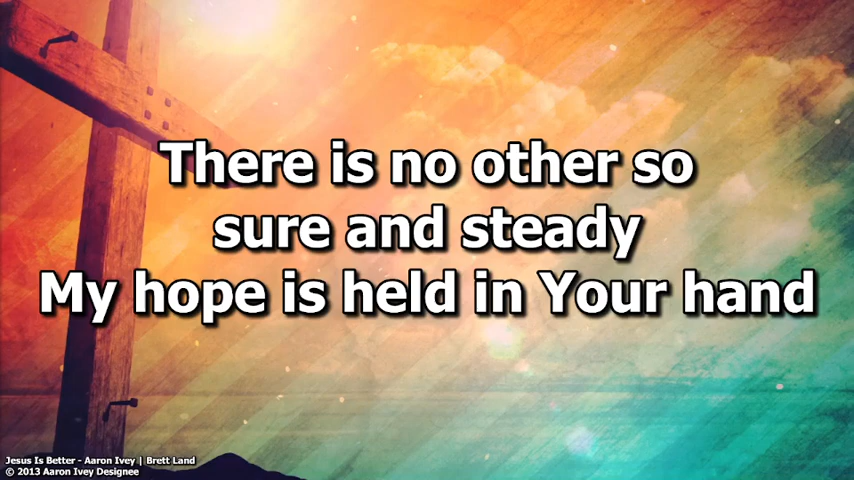 There is no other so
sure and steady
My hope is held in Your hand
Jesus Is Better - Aaron Ivey | Brett Land
© 2013 Aaron Ivey Designee